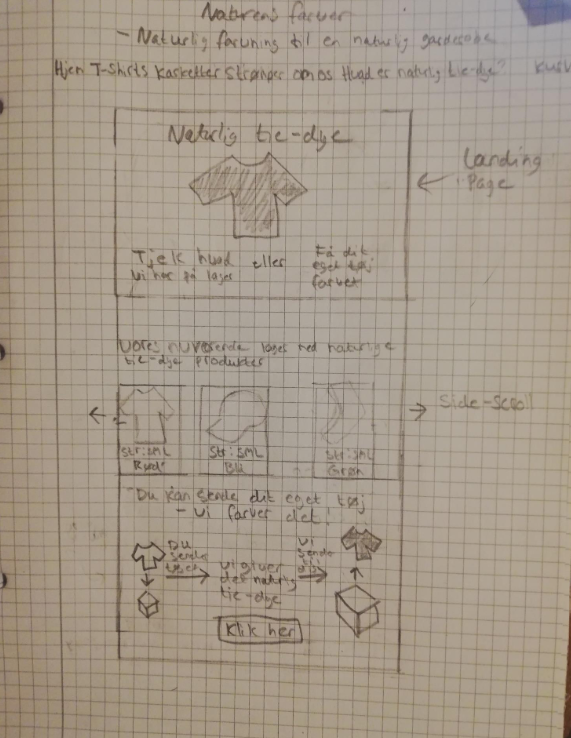 Naturens farver
- Naturlig farvning til en naturlig garderobe
Hjem T-Shirts Kasketter Strømper om os Hvad er naturlig tie-dye? Kurv
Naturlig tie-dye
Landing
Page
Tjek hvad eller
vi har på lager
Få dit
eget tøj
farvet
Vores nuværende lager med naturlige
tie-dye produkter
Side-Scroll
Str: SML
Rød
Str: SML
Blå
Str: SML
Grøn
Du kan sende dit eget tøj
- vi farver det!
DU
sender
vi giver
det naturlig
tie-dye
vi
sender
Klik her